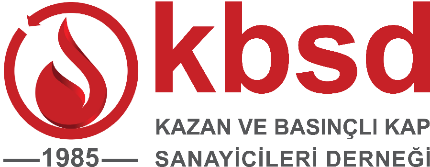 kbsd
KAZAN VE BASINÇLI KAP
SANAYİCİLERİ DERNEĞİ
1985